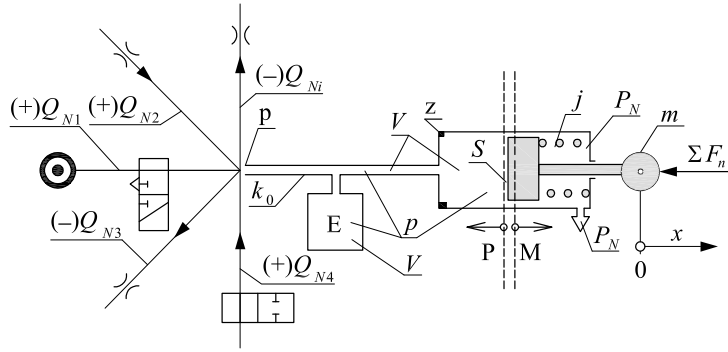 (–)Q_Ni
(+)Q_N2
(+)Q_N1
p
z
V
S
j
P_N
m
ΣF_n
k_0
E
p
V
P
M
P_N
0
x
(–)Q_N3
(+)Q_N4